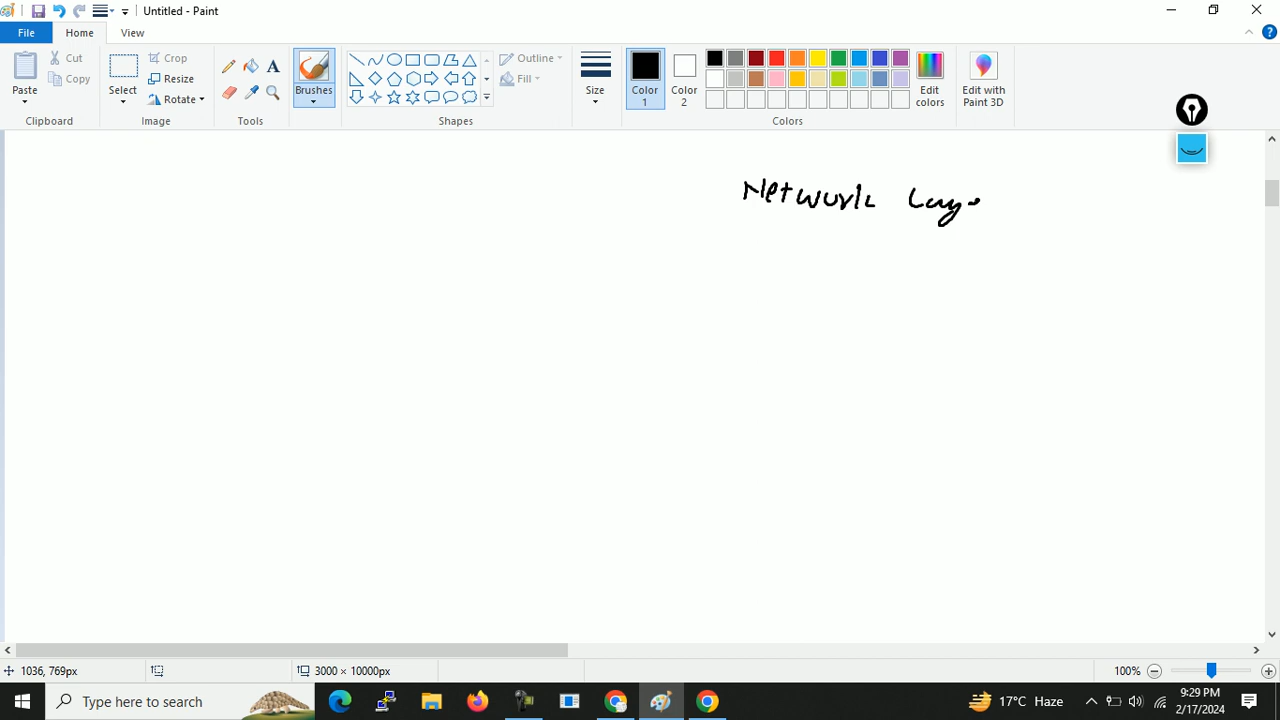 Untitled - Paint
File
Home
View
Paste
Cut
Copy
Clipboard
Select
Crop
Resize
Rotate
Image
A
Tools
Brushes
Outline
Fill
Shapes
Size
Color 1
Color 2
Edit colors
Colors
Edit with Paint 3D
Network Laye
1036, 769px
3000 × 10000px
100%
Type here to search
17°C Haze
9:29 PM
2/17/2024